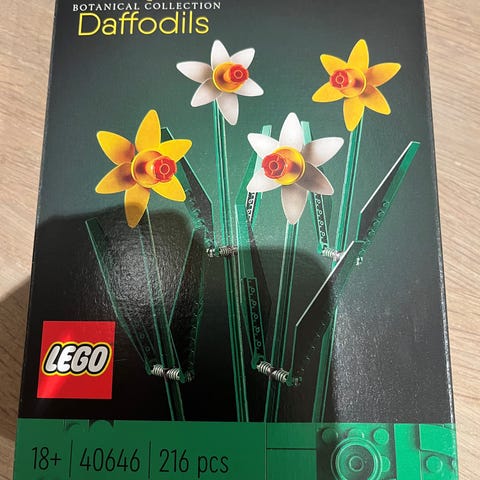 BOTANICAL COLLECTION
Daffodils
LEGO
18+ 40646 216 pcs